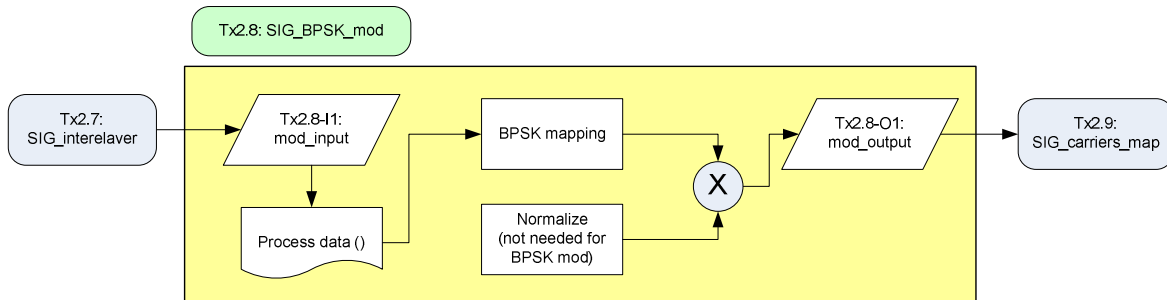 Tx2.8: SIG_BPSK_mod
Tx2.7:
SIG_interelaver
Tx2.8-I1:
mod_input
Process data ()
BPSK mapping
Normalize
(not needed for
BPSK mod)
X
Tx2.8-O1:
mod_output
Tx2.9:
SIG_carriers_map